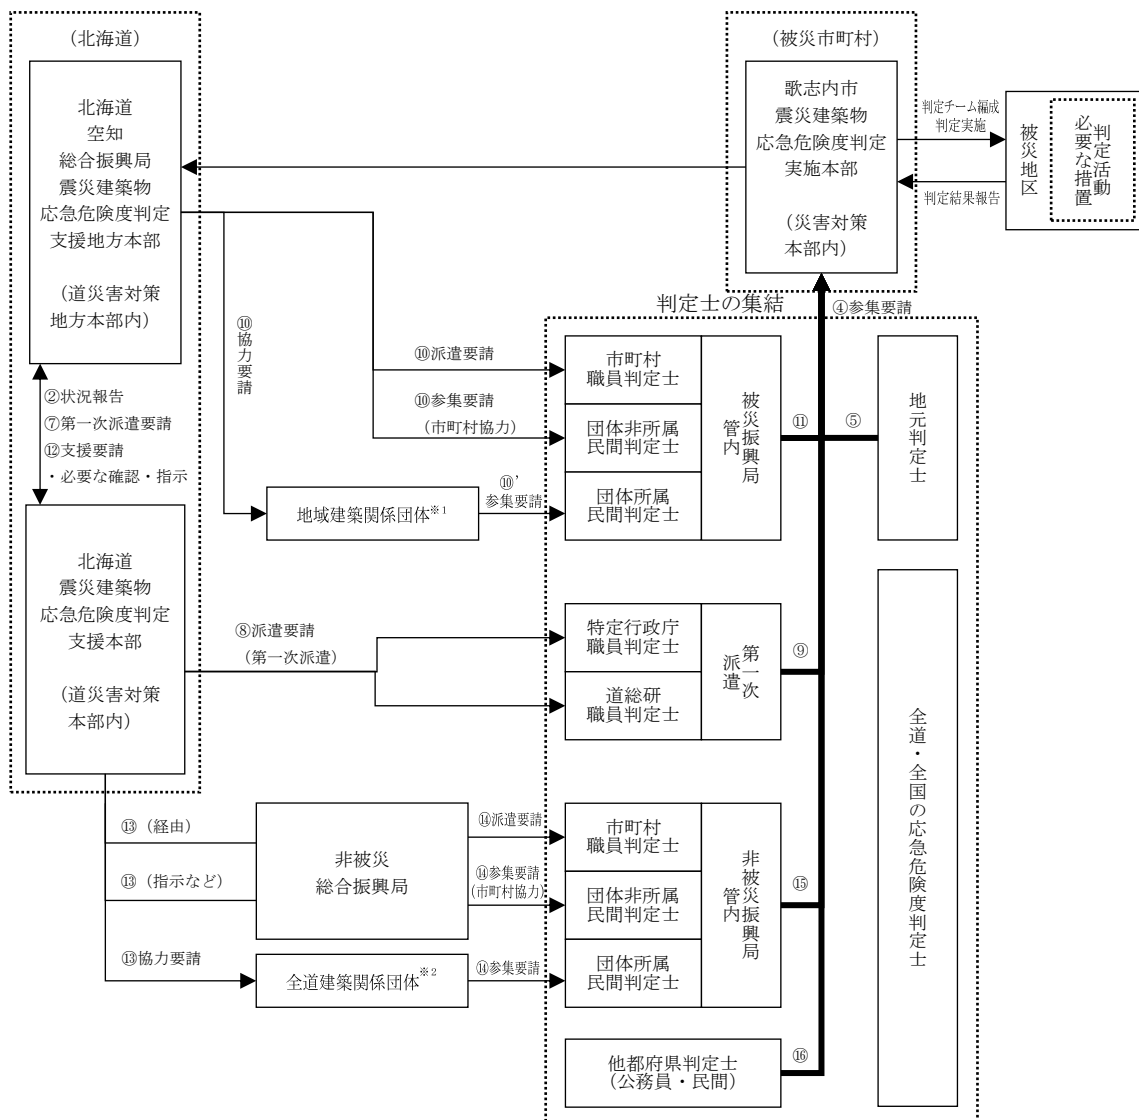 (北海道)
北海道
空知
総合振興局
震災建築物
応急危険度判定
支援地方本部
(道災害対策
地方本部内)
②状況報告
⑦第一次派遣要請
⑫支援要請
・必要な確認・指示
北海道
震災建築物
応急危険度判定
支援本部
(道災害対策
本部内)
(被災市町村)
歌志内市
震災建築物
応急危険度判定
実施本部
(災害対策
本部内)
判定チーム編成
判定実施
判定結果報告
被災地区
判定活動
必要な措置
判定士の集結
④参集要請
⑩協力要請
⑩派遣要請
⑩参集要請
(市町村協力)
地域建築関係団体※1
⑩'
参集要請
市町村
職員判定士
団体非所属
民間判定士
団体所属
民間判定士
被災振興局
管内
⑪
⑤
地元判定士
⑧派遣要請
(第一次派遣)
特定行政庁
職員判定士
道総研
職員判定士
第一次
派遣
⑨
全道・全国の応急危険度判定士
⑬(経由)
⑬(指示など)
⑬協力要請
非被災
総合振興局
全道建築関係団体※2
⑭派遣要請
⑭参集要請
(市町村協力)
⑭参集要請
市町村
職員判定士
団体非所属
民間判定士
団体所属
民間判定士
非被災振興局
管内
⑮
他都府県判定士
(公務員・民間)
⑯